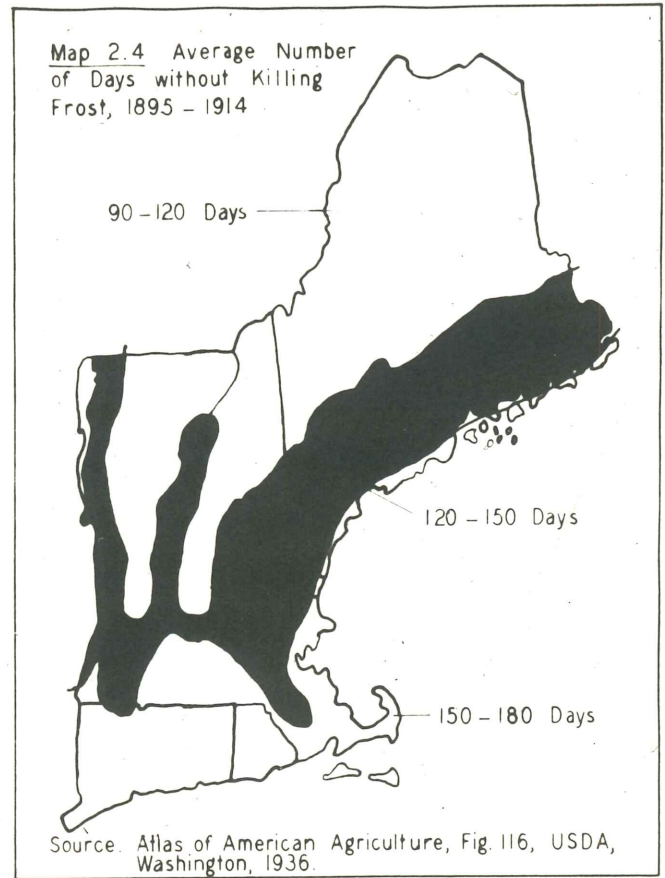 Map 2.4 Average Number
of Days without Killing
Frost, 1895 – 1914
90 – 120 Days
120 – 150 Days
150 – 180 Days
Source. Atlas of American Agriculture, Fig. 116, USDA,
Washington, 1936.